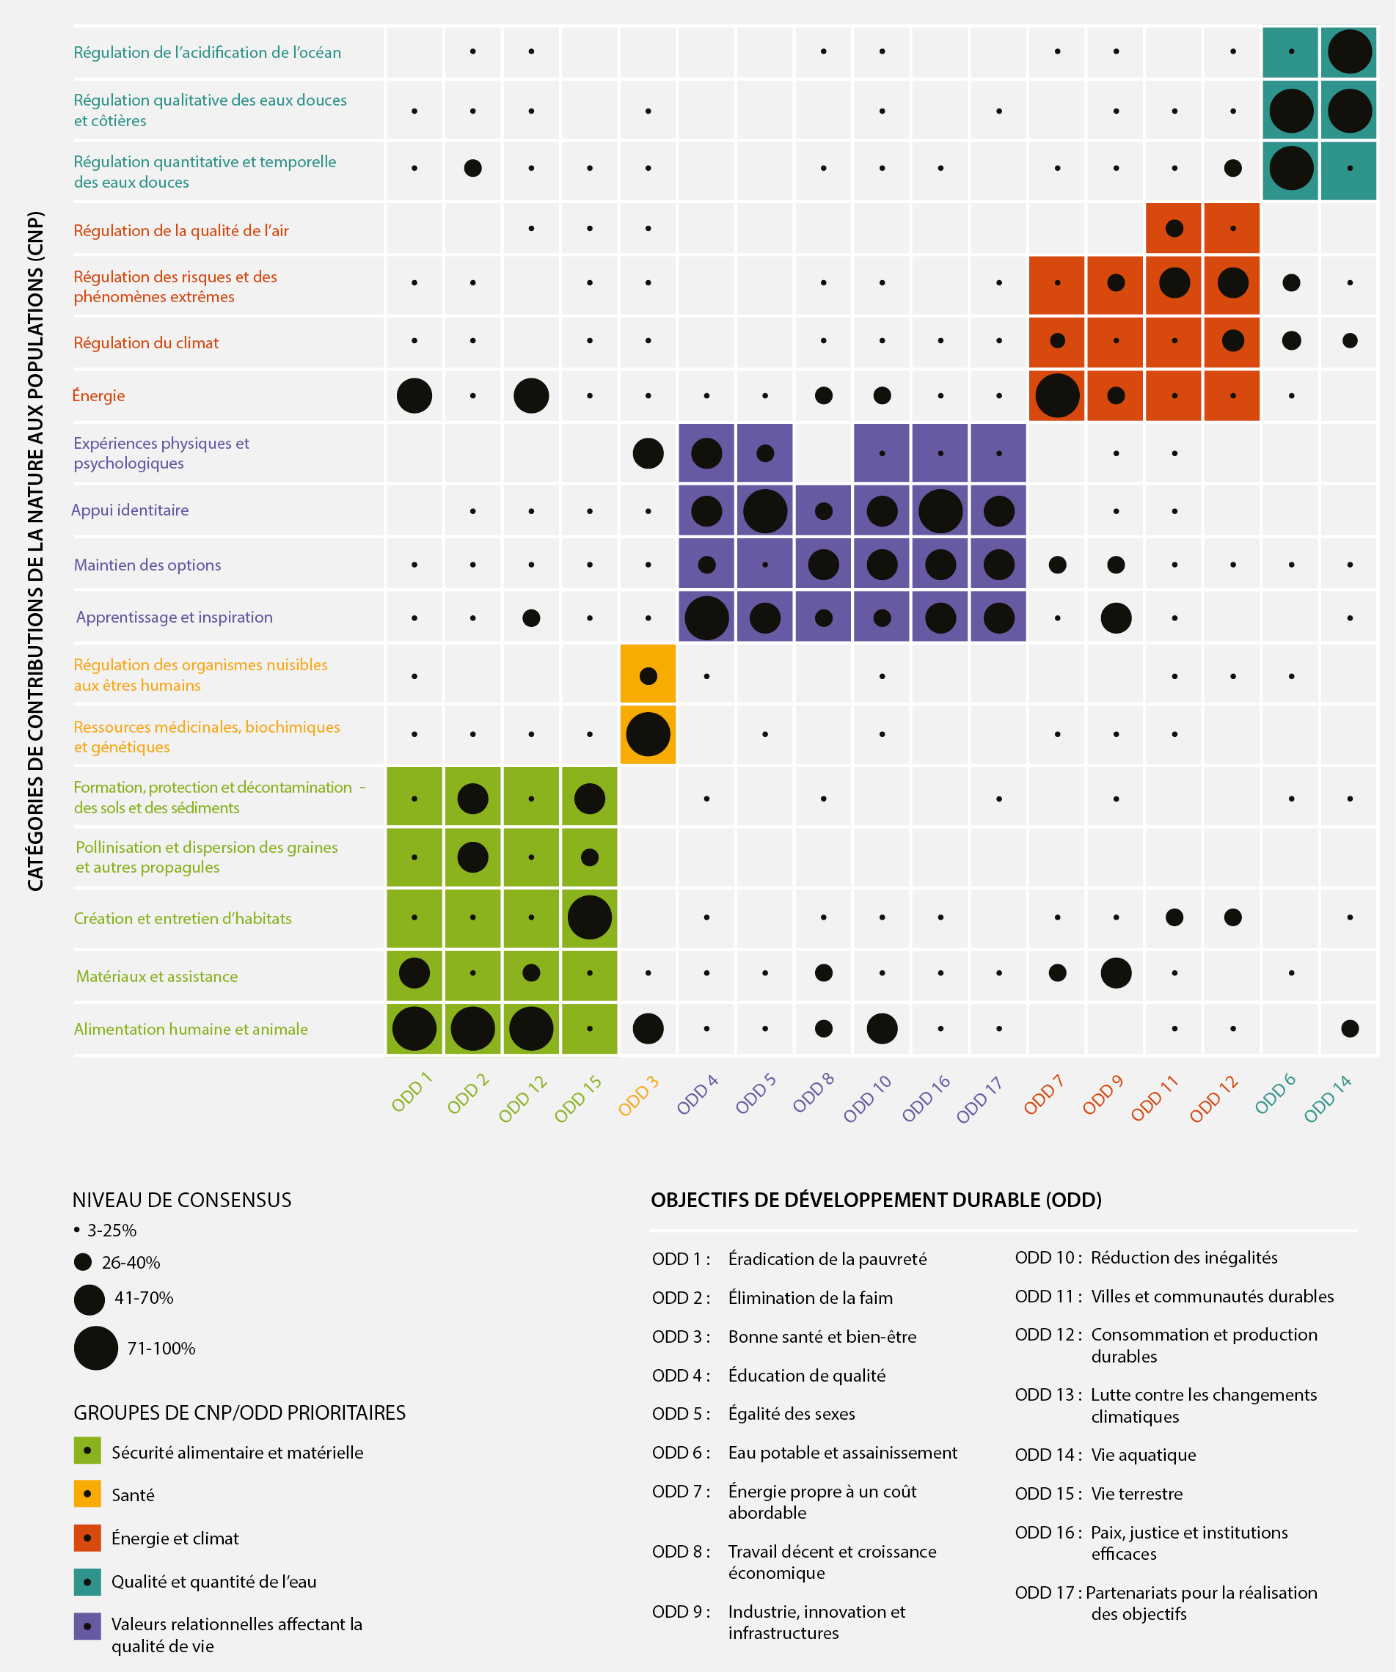 CATÉGORIES DE CONTRIBUTIONS DE LA NATURE AUX POPULATIONS (CNP)
Régulation de l'acidification de l'océan
Régulation qualitative des eaux douces
et côtières
Régulation quantitative et temporelle
des eaux douces
Régulation de la qualité de l'air
Régulation des risques et des
phénomènes extrêmes
Régulation du climat
Énergie
Expériences physiques et
psychologiques
Appui identitaire
Maintien des options
Apprentissage et inspiration
Régulation des organismes nuisibles
aux êtres humains
Ressources médicinales, biochimiques
et génétiques
Formation, protection et décontamination -
des sols et des sédiments
Pollinisation et dispersion des graines
et autres propagules
Création et entretien d'habitats
Matériaux et assistance
Alimentation humaine et animale
ODD 1
ODD 2
ODD 12
ODD 15
ODD 3
ODD 4
ODD 5
ODD 8
ODD 10
ODD 16
ODD 17
ODD 7
ODD 9
ODD 11
ODD 12
ODD 6
ODD 14
NIVEAU DE CONSENSUS
3-25%
26-40%
41-70%
71-100%
GROUPES DE CNP/ODD PRIORITAIRES
Sécurité alimentaire et matérielle
Santé
Énergie et climat
Qualité et quantité de l'eau
Valeurs relationnelles affectant la
qualité de vie
OBJECTIFS DE DÉVELOPPEMENT DURABLE (ODD)
ODD 1 : Éradication de la pauvreté
ODD 2 : Élimination de la faim
ODD 3 : Bonne santé et bien-être
ODD 4 : Éducation de qualité
ODD 5 : Égalité des sexes
ODD 6 : Eau potable et assainissement
ODD 7 : Énergie propre à un coût
abordable
ODD 8 : Travail décent et croissance
économique
ODD 9 : Industrie, innovation et
infrastructures
ODD 10 : Réduction des inégalités
ODD 11 : Villes et communautés durables
ODD 12 : Consommation et production
durables
ODD 13 : Lutte contre les changements
climatiques
ODD 14 : Vie aquatique
ODD 15 : Vie terrestre
ODD 16 : Paix, justice et institutions
efficaces
ODD 17 : Partenariats pour la réalisation
des objectifs